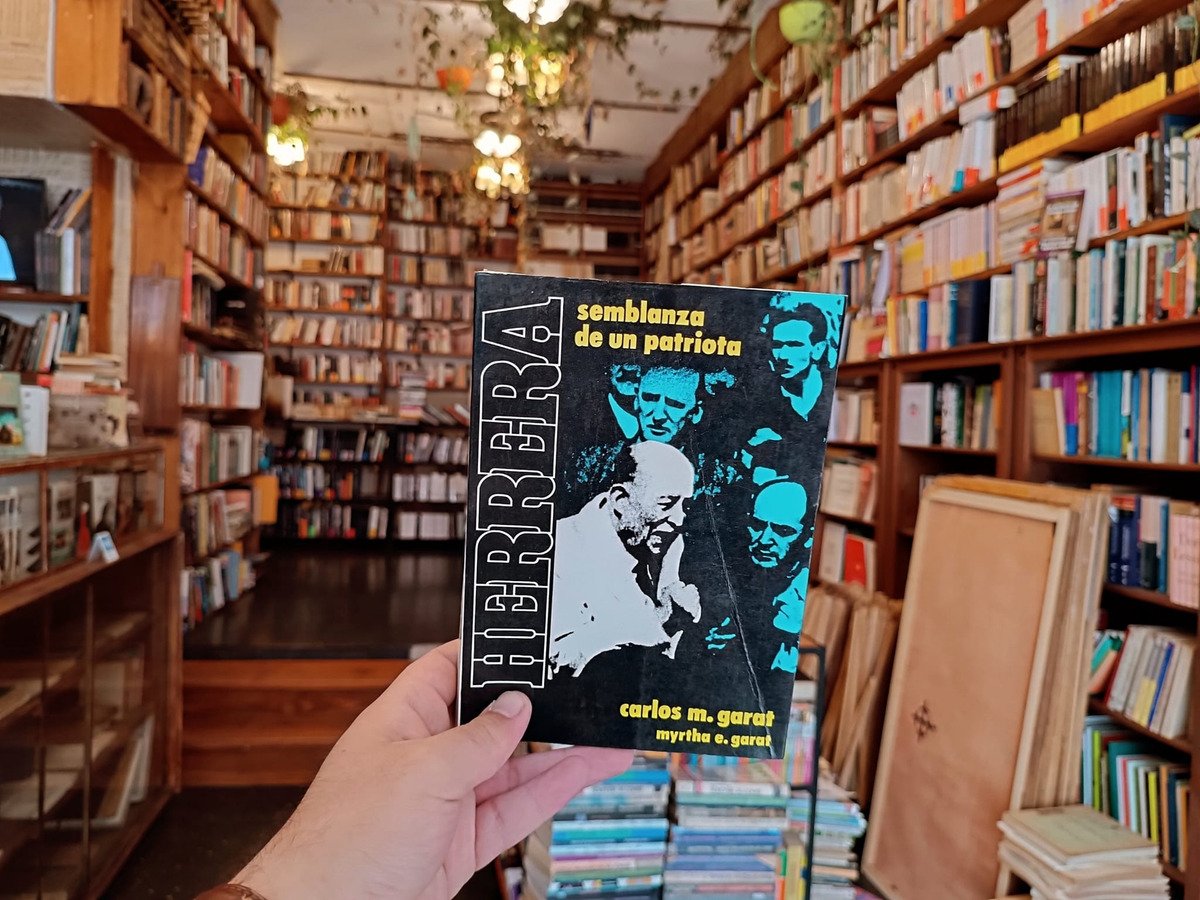 HERRERA
semblanza
de un patriota
carlos m. garat
myrtha e. garat